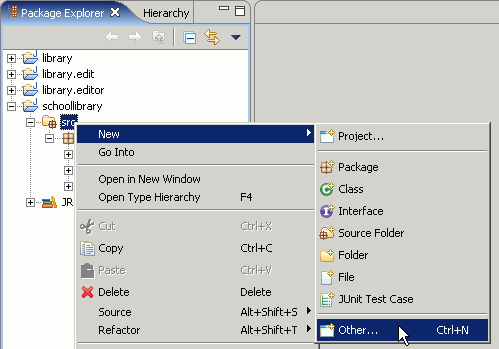 Package Explorer Hierarchy
library
library.edit
library.editor
schoollibrary
src
New
Project...
Go Into
Package
Open in New Window
Class
Open Type Hierarchy F4
Interface
Source Folder
Cut Ctrl+X
Folder
Copy Ctrl+C
File
Paste Ctrl+V
Delete Delete
JUnit Test Case
Source Alt+Shift+S
Refactor Alt+Shift+T
Other... Ctrl+N
JR